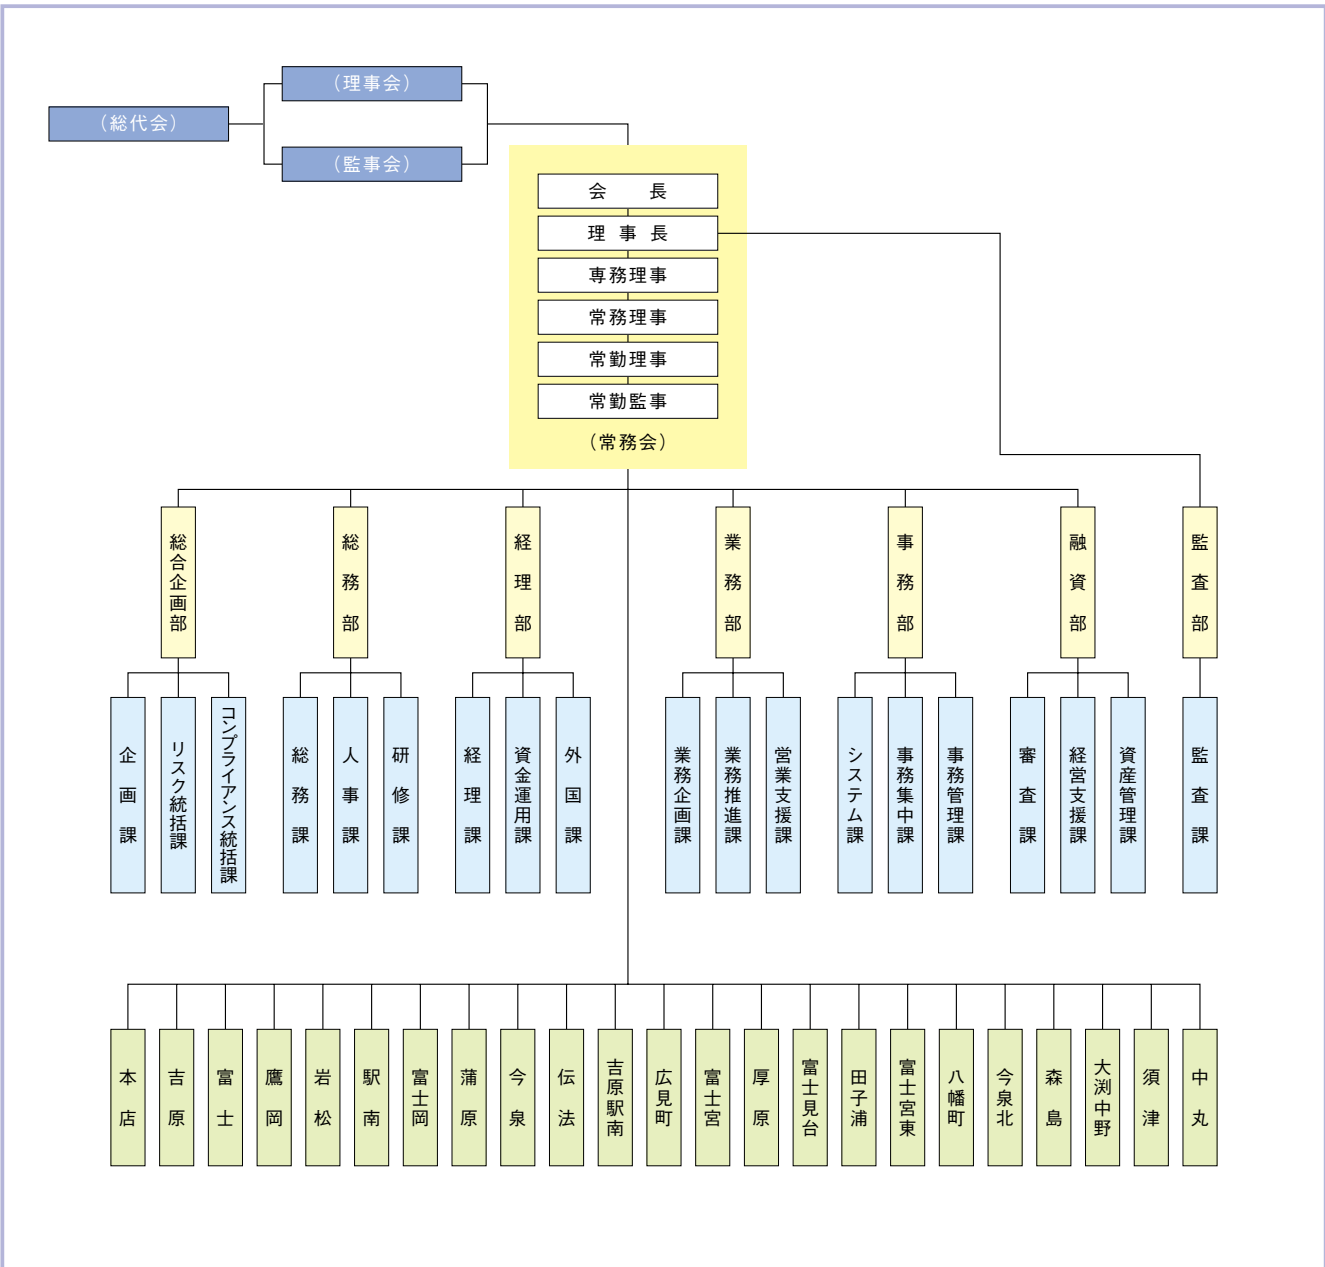 (理事会)
(総代会)
(監事会)
会 長
理 事 長
専務理事
常務理事
常勤理事
常勤監事
(常務会)
総合企画部
総務部
経理部
業務部
事務部
融資部
監査部
企画課
リスク統括課
コンプライアンス統括課
総務課
人事課
研修課
経理課
資金運用課
外国課
業務企画課
業務推進課
営業支援課
システム課
事務集中課
事務管理課
審査課
経営支援課
資産管理課
監査課
本店
吉原
富士
鷹岡
岩松
駅南
富士岡
蒲原
今泉
伝法
吉原駅南
広見町
富士宮
厚原
富士見台
田子浦
富士宮東
八幡町
今泉北
森島
大渕中野
須津
中丸